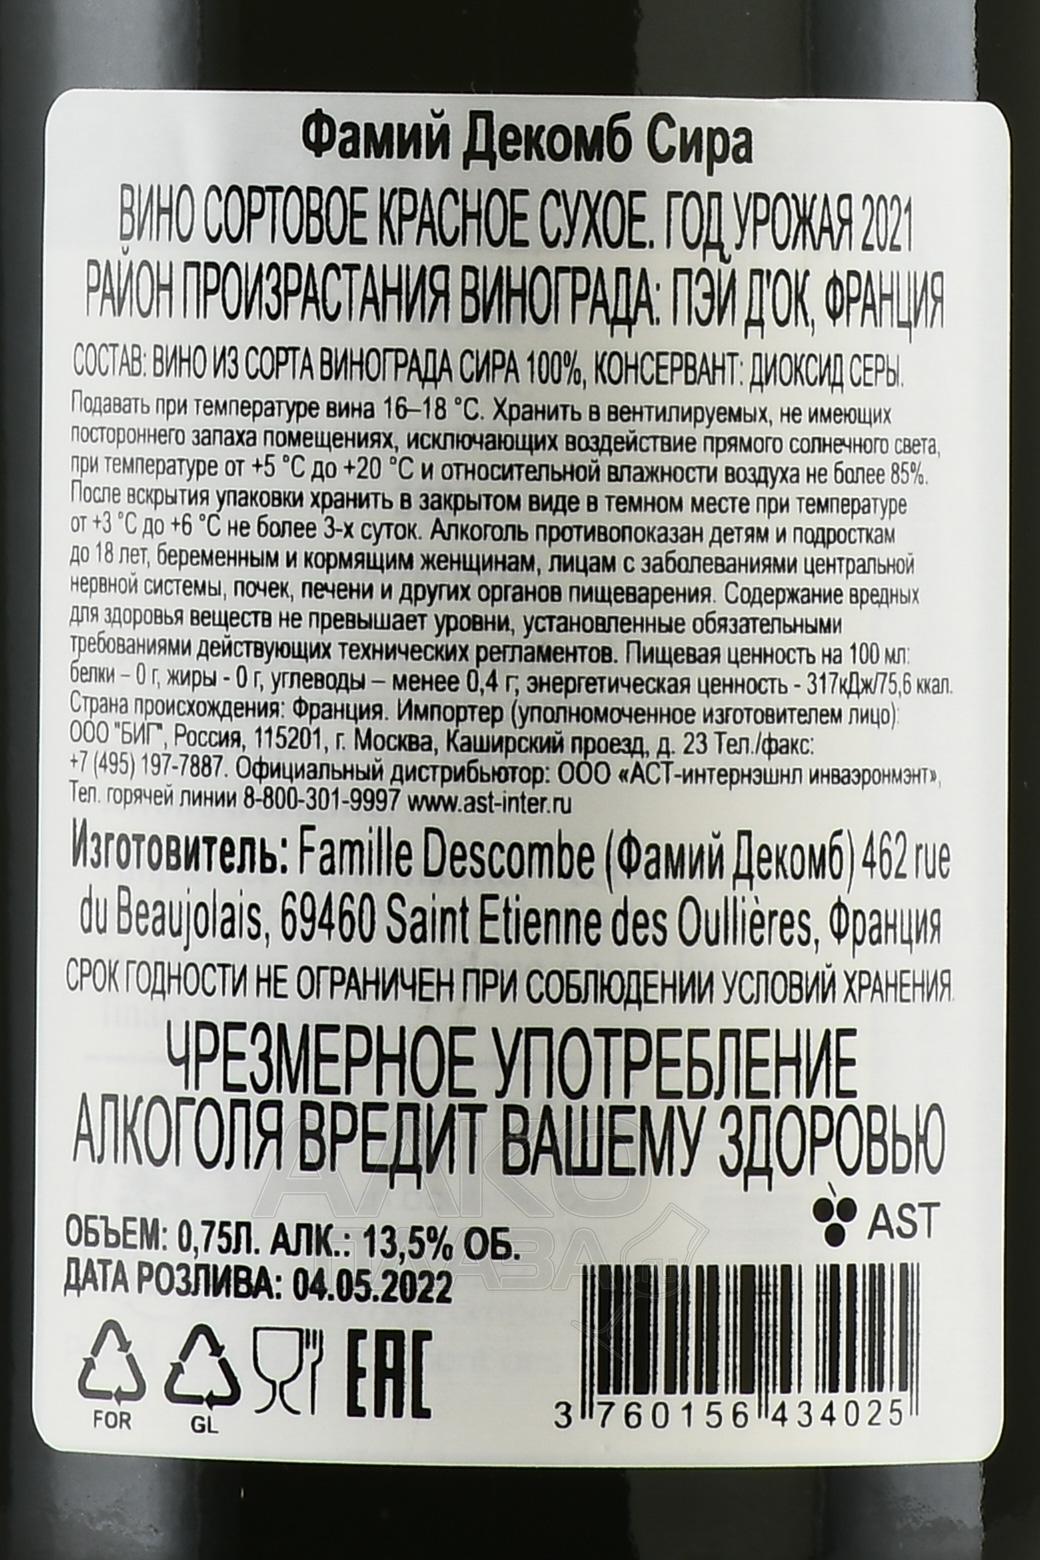 Фамий Декомб Сира
ВИНО СОРТОВОЕ КРАСНОЕ СУХОЕ. ГОД УРОЖАЯ 2021
РАЙОН ПРОИЗРАСТАНИЯ ВИНОГРАДА: ПЭЙ Д'ОК, ФРАНЦИЯ
СОСТАВ: ВИНО ИЗ СОРТА ВИНОГРАДА СИРА 100%, КОНСЕРВАНТ: ДИОКСИД СЕРЫ.
Подавать при температуре вина 16–18 °С. Хранить в вентилируемых, не имеющих
постороннего запаха помещениях, исключающих воздействие прямого солнечного света,
при температуре от +5 °С до +20 °С и относительной влажности воздуха не более 85%.
После вскрытия упаковки хранить в закрытом виде в темном месте при температуре
от +3 °С до +6 °С не более 3-х суток. Алкоголь противопоказан детям и подросткам
до 18 лет, беременным и кормящим женщинам, лицам с заболеваниями центральной
нервной системы, почек, печени и других органов пищеварения. Содержание вредных
для здоровья веществ не превышает уровни, установленные обязательными
требованиями действующих технических регламентов. Пищевая ценность на 100 мл:
белки – 0 г, жиры - 0 г, углеводы – менее 0,4 г; энергетическая ценность - 317кДж/75,6 ккал.
Страна происхождения: Франция. Импортер (уполномоченное изготовителем лицо):
ООО "БИГ", Россия, 115201, г. Москва, Каширский проезд, д. 23 Тел./факс:
+7 (495) 197-7887. Официальный дистрибьютор: ООО «АСТ-интернэшнл инваэронмэнт»,
Тел. горячей линии 8-800-301-9997 www.ast-inter.ru
Изготовитель: Famille Descombe (Фамий Декомб) 462 rue
du Beaujolais, 69460 Saint Etienne des Oullières, Франция
СРОК ГОДНОСТИ НЕ ОГРАНИЧЕН ПРИ СОБЛЮДЕНИИ УСЛОВИЙ ХРАНЕНИЯ.
ЧРЕЗМЕРНОЕ УПОТРЕБЛЕНИЕ
АЛКОГОЛЯ ВРЕДИТ ВАШЕМУ ЗДОРОВЬЮ
AST
ОБЪЕМ: 0,75Л. АЛК.: 13,5% ОБ.
ДАТА РОЗЛИВА: 04.05.2022
FOR
GL
EAC
3 760156 434025
АЛКО
ПЛАЗА
RU